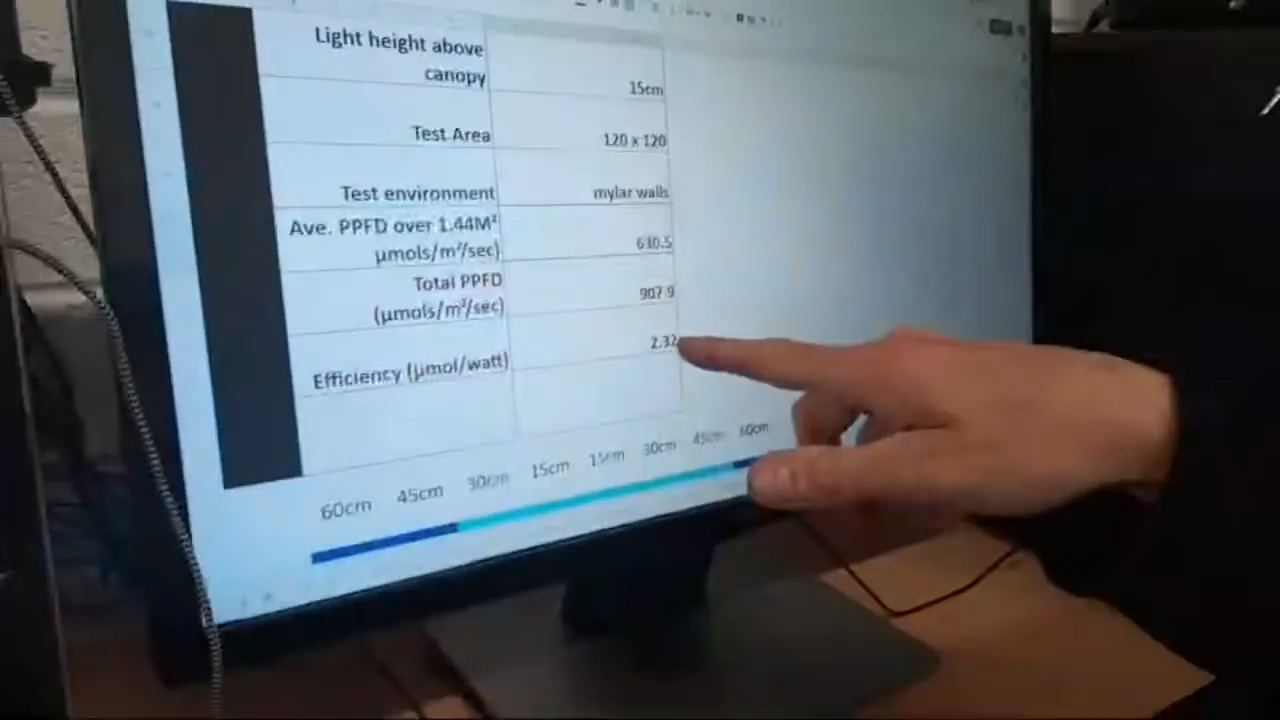 Light height above
canopy
15cm
Test Area
120 x 120
Test environment
mylar walls
Ave. PPFD over 1.44M²
µmols/m²/sec)
630.5
Total PPFD
(µmols/m²/sec)
907.9
Efficiency (µmol/watt)
2.32
60cm 45cm 30cm 15cm 15cm 30cm 45cm 60cm